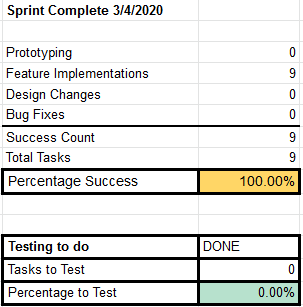 Sprint Complete 3/4/2020
Prototyping 0
Feature Implementations 9
Design Changes 0
Bug Fixes 0
Success Count 9
Total Tasks 9
Percentage Success 100.00%
Testing to do DONE
Tasks to Test 0
Percentage to Test 0.00%